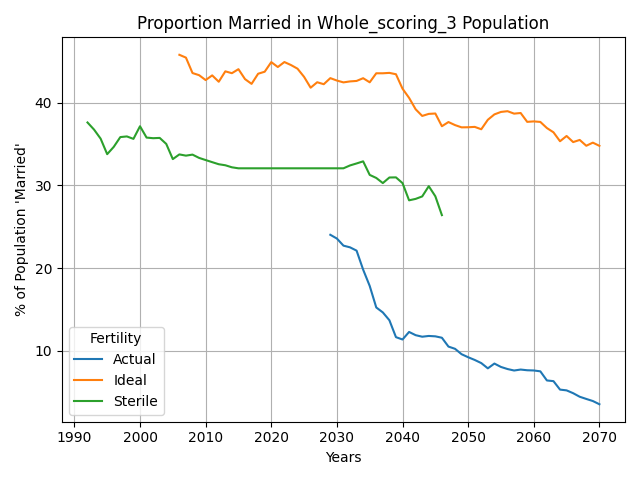 Proportion Married in Whole_scoring_3 Population
% of Population 'Married'
40
30
20
10
Fertility
Actual
Ideal
Sterile
1990 2000 2010 2020 2030 2040 2050 2060 2070
Years